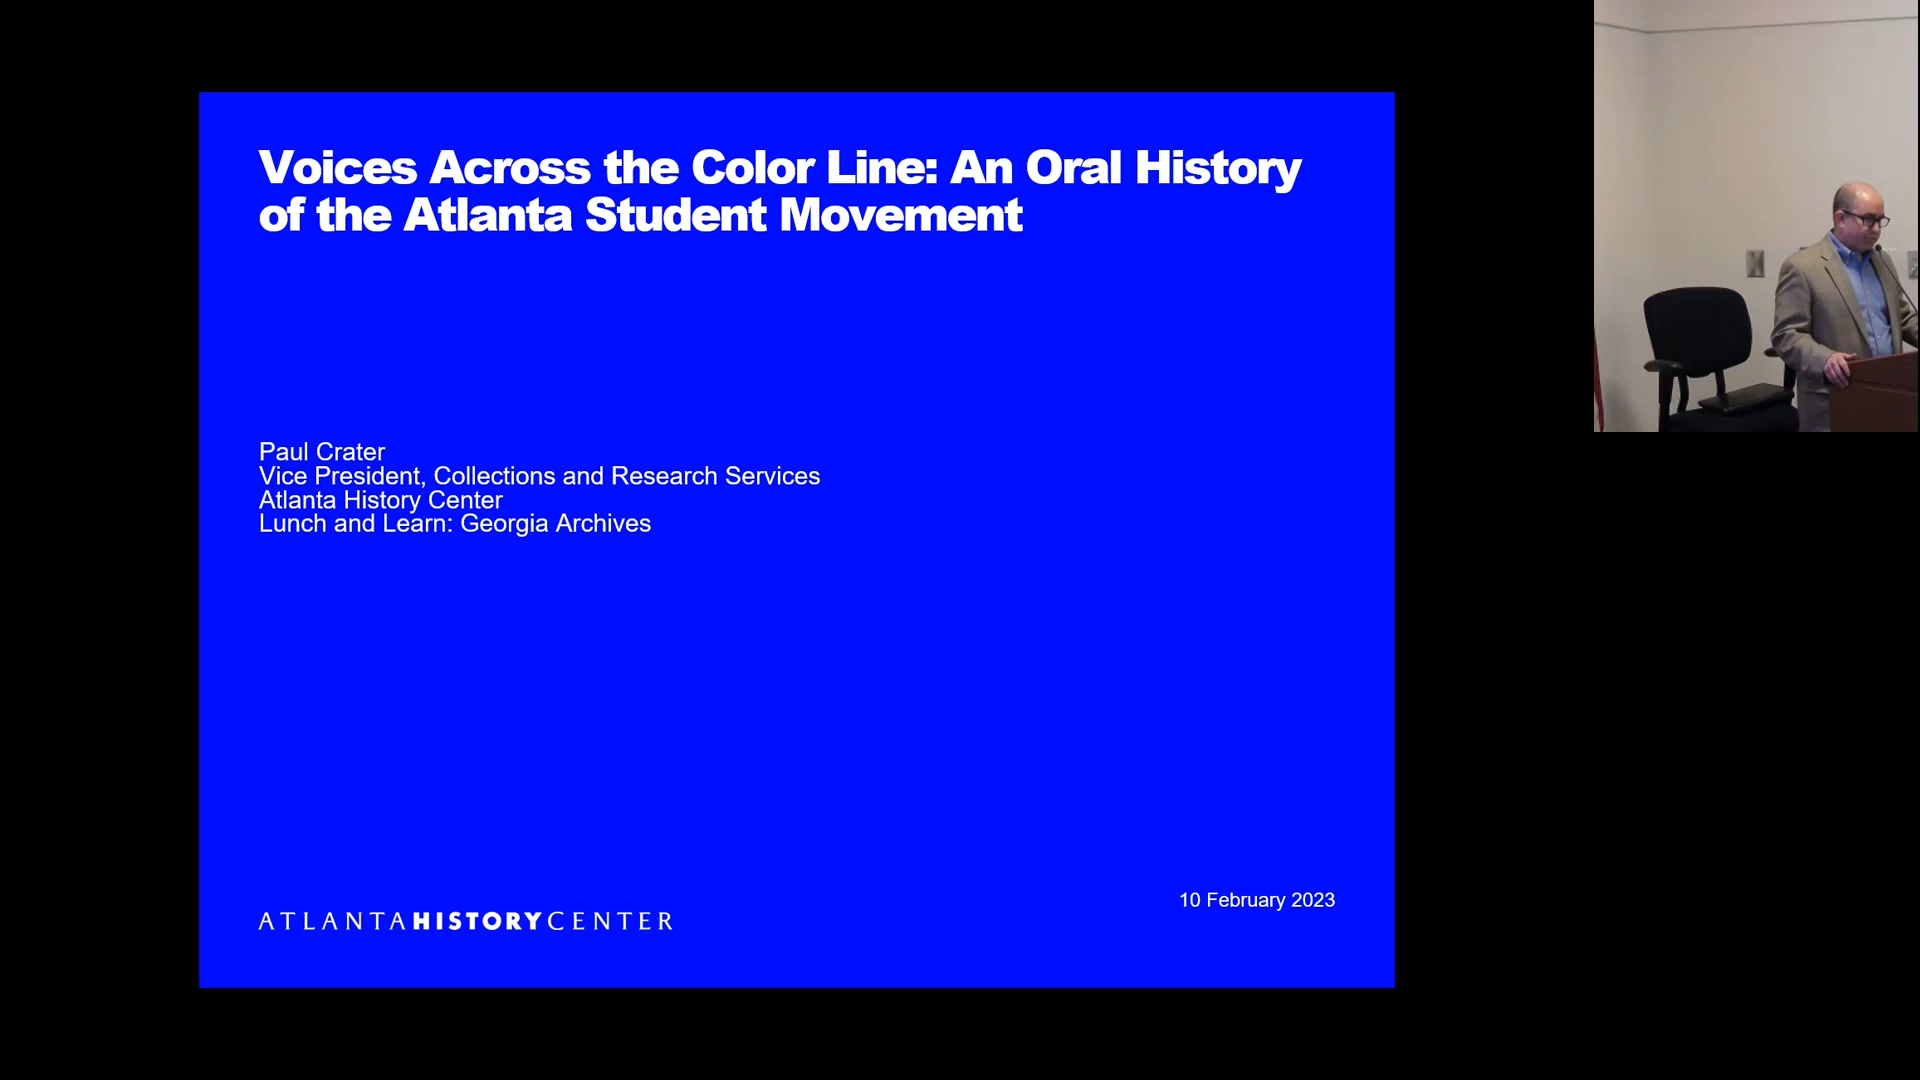 Voices Across the Color Line: An Oral History
of the Atlanta Student Movement
Paul Crater
Vice President, Collections and Research Services
Atlanta History Center
Lunch and Learn: Georgia Archives
10 February 2023
ATLANTAHISTORYCENTER